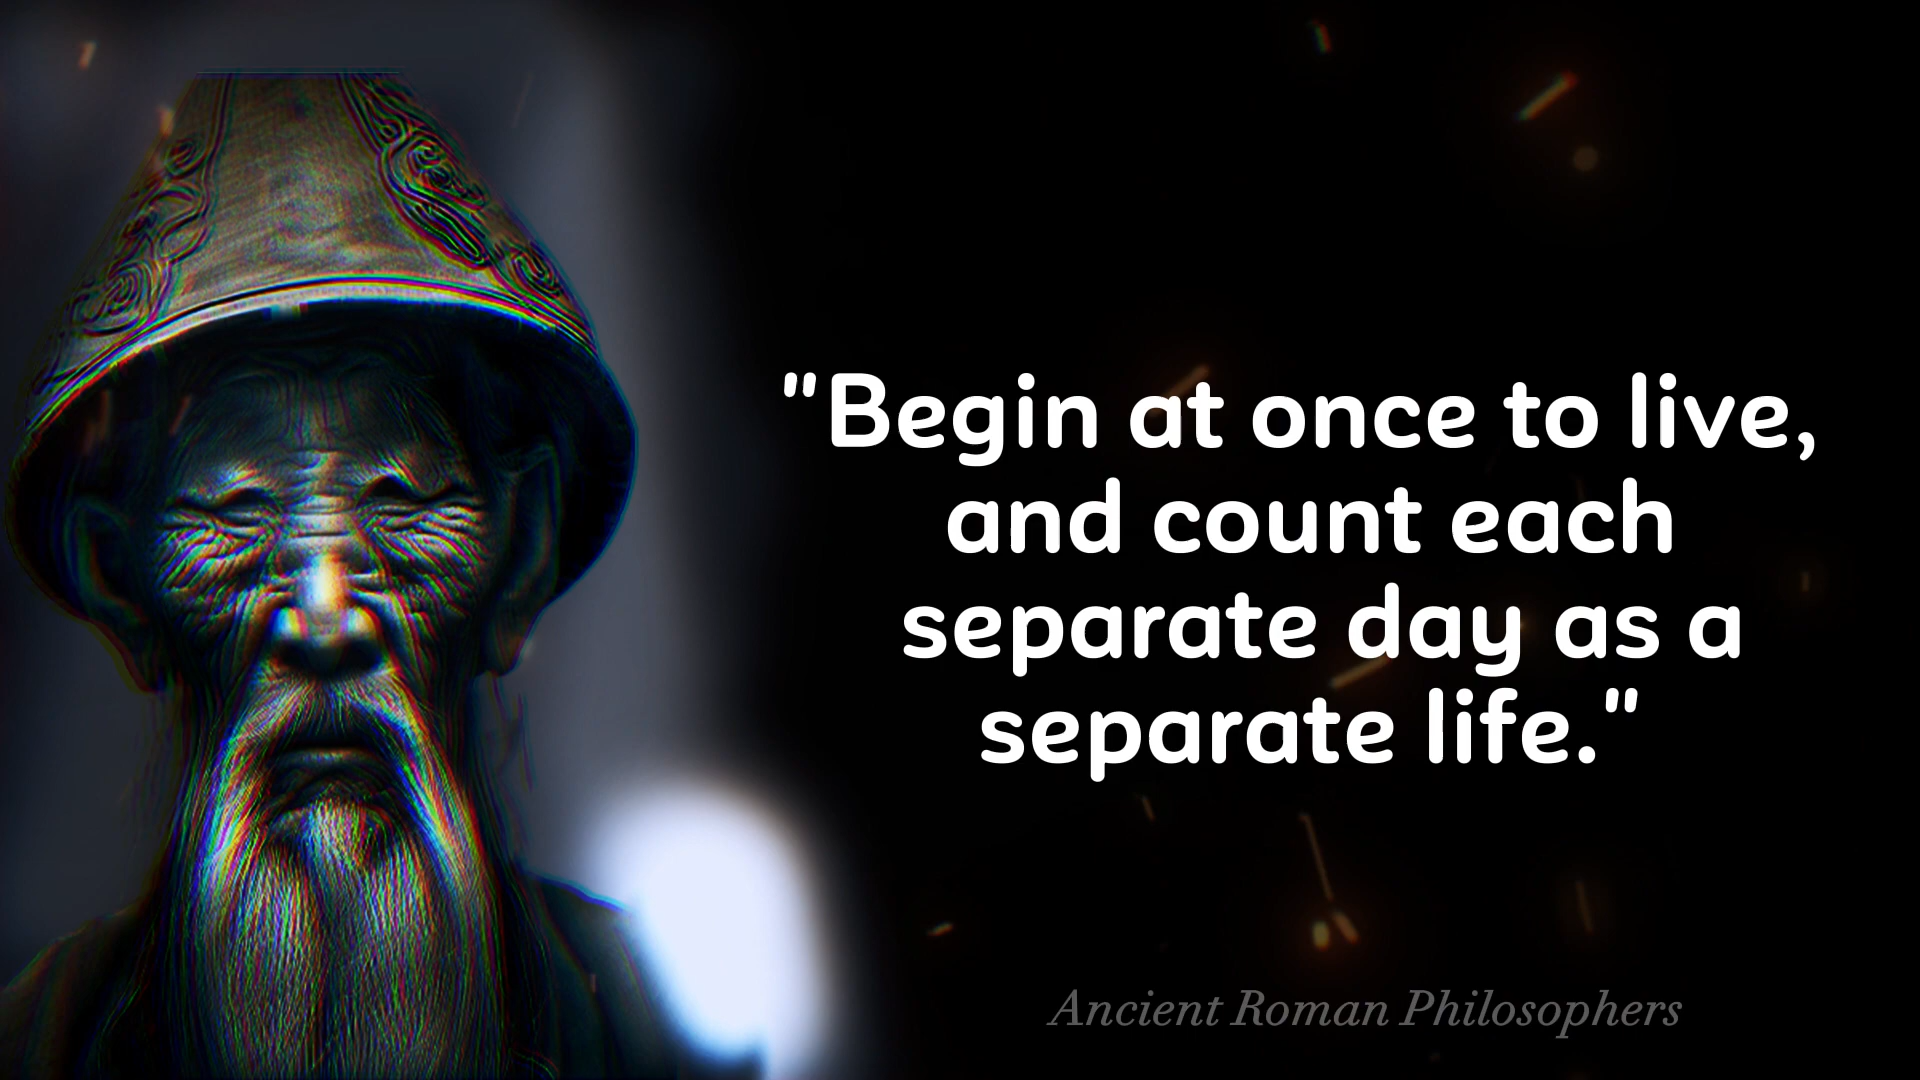 "Begin at once to live,
and count each
separate day as a
separate life."
Ancient Roman Philosophers